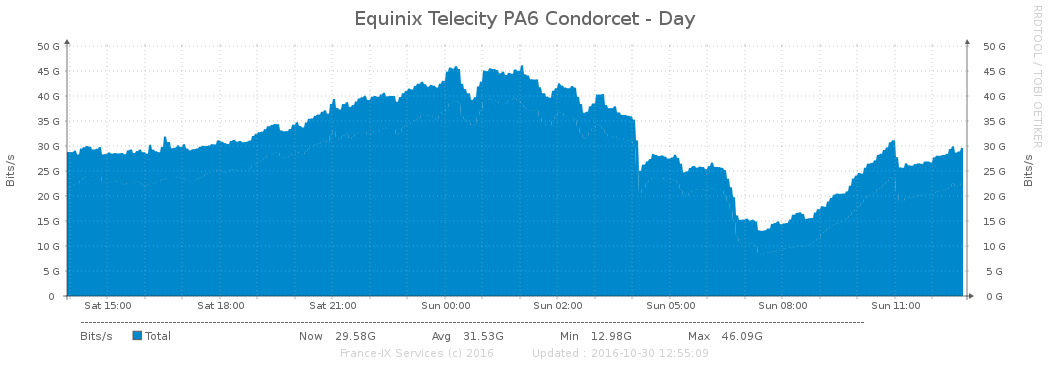 Equinix Telecity PA6 Condorcet - Day
RRDTOOL / TOBI OETIKER
Bits/s
50 G 50 G
45 G 45 G
40 G 40 G
35 G 35 G
30 G 30 G
25 G 25 G
20 G 20 G
15 G 15 G
10 G 10 G
5 G 5 G
0 0 G
Bits/s
Sat 15:00 Sat 18:00 Sat 21:00 Sun 00:00 Sun 02:00 Sun 05:00 Sun 08:00 Sun 11:00
Bits/s Total Now 29.58G Avg 31.53G Min 12.98G Max 46.09G
France-IX Services (c) 2016 Updated : 2016-10-30 12:55:09